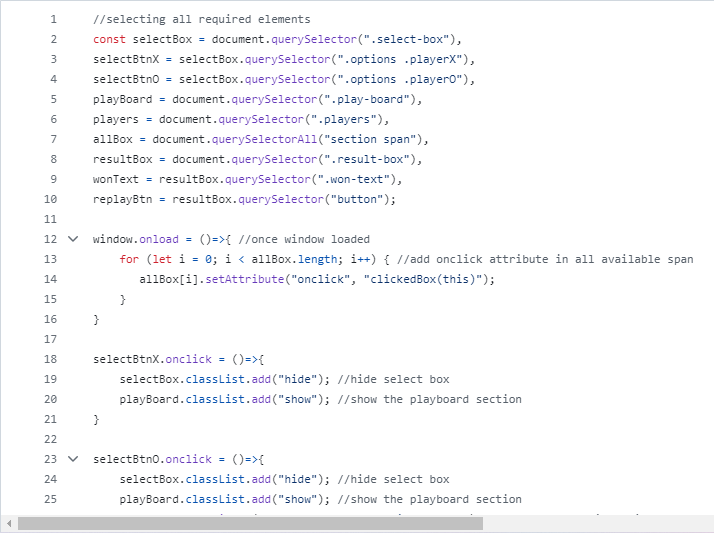 1 //selecting all required elements
2 const selectBox = document.querySelector(".select-box"),
3 selectBtnX = selectBox.querySelector(".options .playerX"),
4 selectBtnO = selectBox.querySelector(".options .playerO"),
5 playBoard = document.querySelector(".play-board"),
6 players = document.querySelector(".players"),
7 allBox = document.querySelectorAll("section span"),
8 resultBox = document.querySelector(".result-box"),
9 wonText = resultBox.querySelector(".won-text"),
10 replayBtn = resultBox.querySelector("button");
11
12 window.onload = ()=>{ //once window loaded
13     for (let i = 0; i < allBox.length; i++) { //add onclick attribute in all available span
14        allBox[i].setAttribute("onclick", "clickedBox(this)");
15     }
16 }
17
18 selectBtnX.onclick = ()=>{
19     selectBox.classList.add("hide"); //hide select box
20     playBoard.classList.add("show"); //show the playboard section
21 }
22
23 selectBtnO.onclick = ()=>{
24     selectBox.classList.add("hide"); //hide select box
25     playBoard.classList.add("show"); //show the playboard section